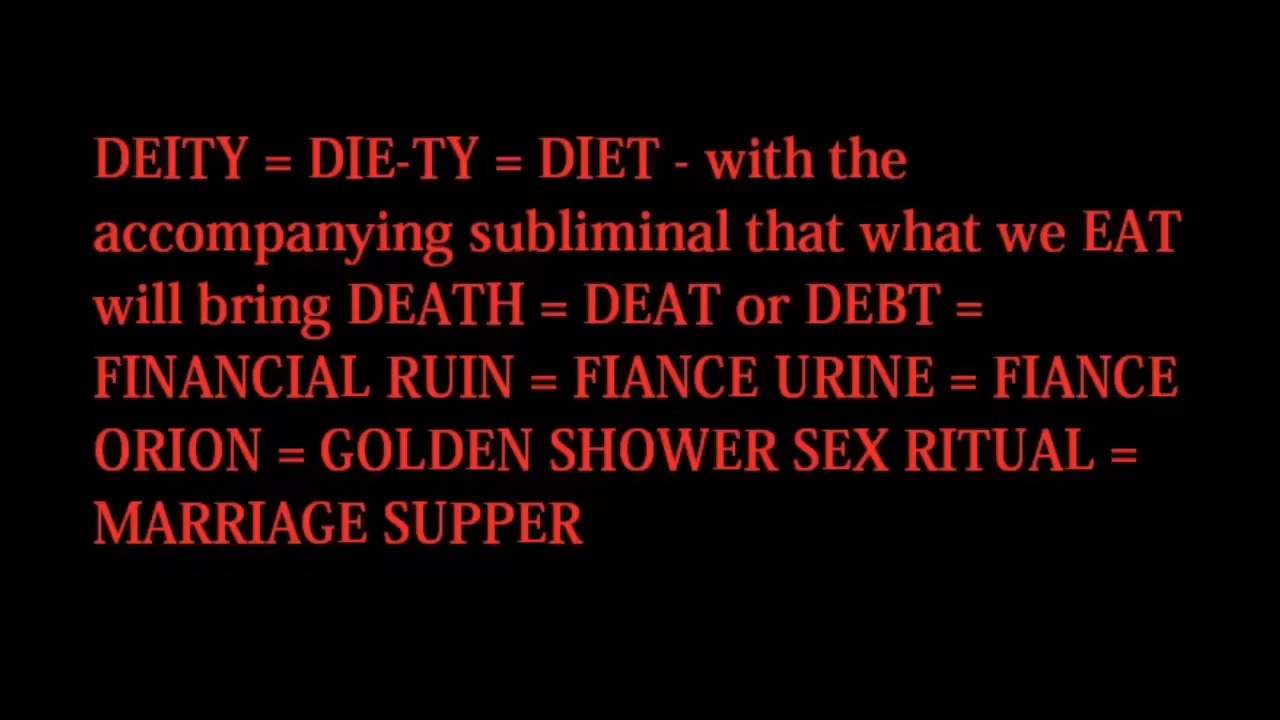 DEITY = DIE-TY = DIET - with the
accompanying subliminal that what we EAT
will bring DEATH = DEAT or DEBT =
FINANCIAL RUIN = FIANCE URINE = FIANCE
ORION = GOLDEN SHOWER SEX RITUAL =
MARRIAGE SUPPER